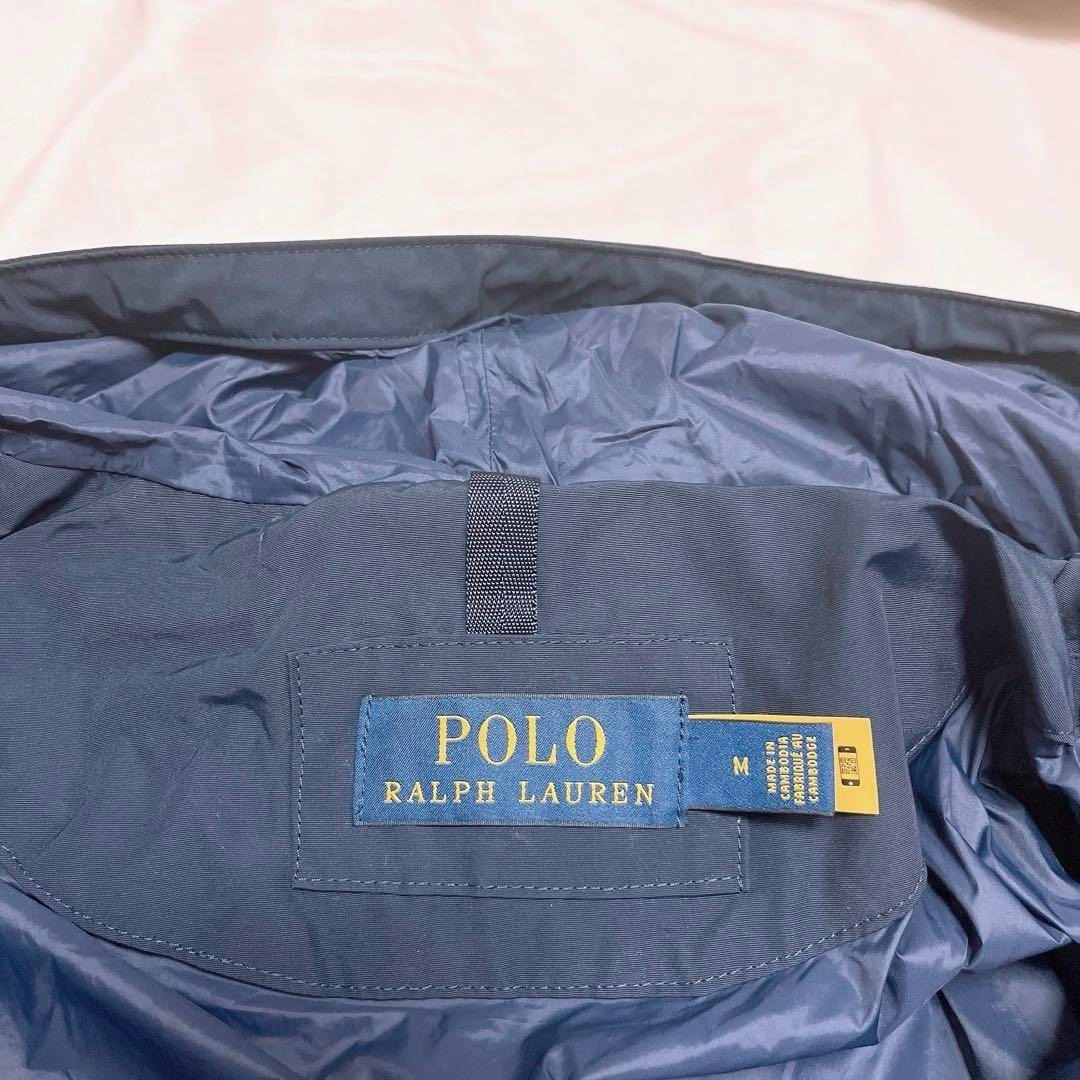 POLO
RALPH LAUREN
M
MADE IN
CAMBODIA
FABRIQUÉ AU
CAMBODGE